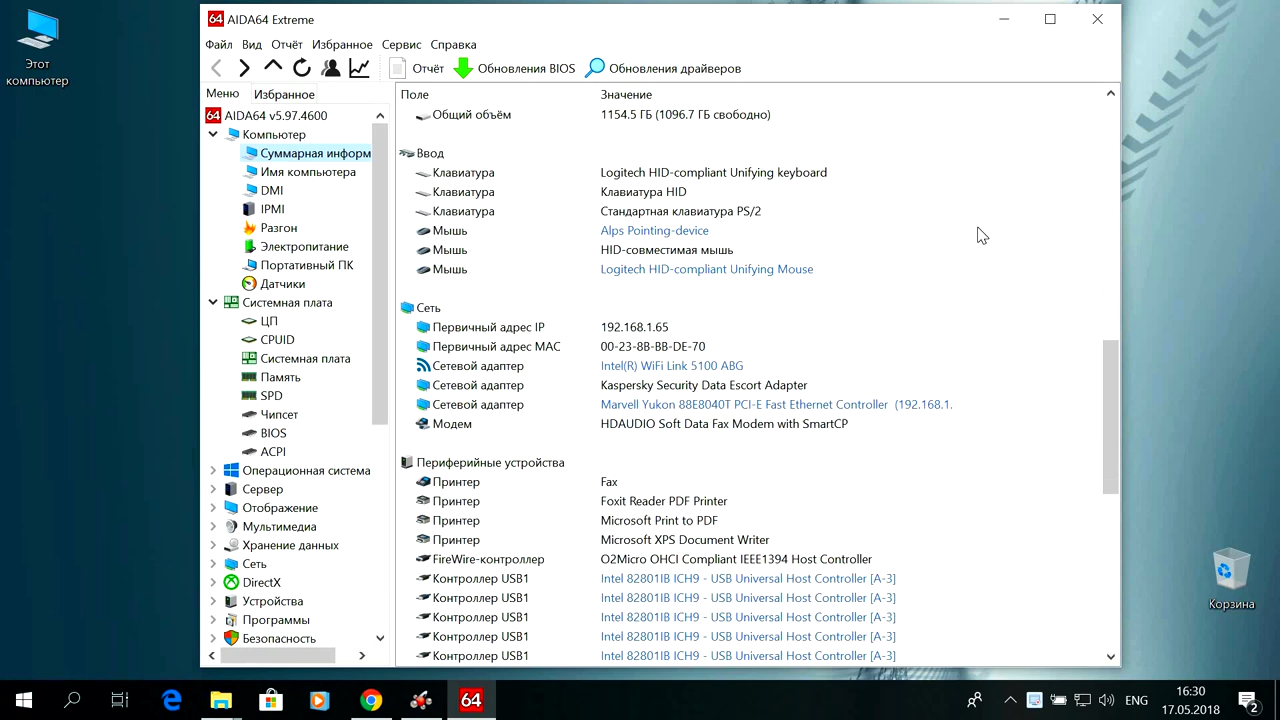 Этот компьютер
64 AIDA64 Extreme
Файл Вид Отчёт Избранное Сервис Справка
Отчёт Обновления BIOS Обновления драйверов
Меню Избранное
64 AIDA64 v5.97.4600
Компьютер
Суммарная информ
Имя компьютера
DMI
IPMI
Разгон
Электропитание
Портативный ПК
Датчики
Системная плата
ЦП
CPUID
Системная плата
Память
SPD
Чипсет
BIOS
ACPI
Операционная система
Сервер
Отображение
Мультимедиа
Хранение данных
Сеть
DirectX
Устройства
Программы
Безопасность
Поле Значение
Общий объём 1154.5 ГБ (1096.7 ГБ свободно)
Ввод
Клавиатура Logitech HID-compliant Unifying keyboard
Клавиатура Клавиатура HID
Клавиатура Стандартная клавиатура PS/2
Мышь Alps Pointing-device
Мышь HID-совместимая мышь
Мышь Logitech HID-compliant Unifying Mouse
Сеть
Первичный адрес IP 192.168.1.65
Первичный адрес MAC 00-23-8B-BB-DE-70
Сетевой адаптер Intel(R) WiFi Link 5100 ABG
Сетевой адаптер Kaspersky Security Data Escort Adapter
Сетевой адаптер Marvell Yukon 88E8040T PCI-E Fast Ethernet Controller (192.168.1.
Модем HDAUDIO Soft Data Fax Modem with SmartCP
Периферийные устройства
Принтер Fax
Принтер Foxit Reader PDF Printer
Принтер Microsoft Print to PDF
Принтер Microsoft XPS Document Writer
FireWire-контроллер O2Micro OHCI Compliant IEEE1394 Host Controller
Контроллер USB1 Intel 82801IB ICH9 - USB Universal Host Controller [A-3]
Контроллер USB1 Intel 82801IB ICH9 - USB Universal Host Controller [A-3]
Контроллер USB1 Intel 82801IB ICH9 - USB Universal Host Controller [A-3]
Контроллер USB1 Intel 82801IB ICH9 - USB Universal Host Controller [A-3]
Контроллер USB1 Intel 82801IB ICH9 - USB Universal Host Controller [A-3]
Корзина
64
ENG
16:30
17.05.2018
2